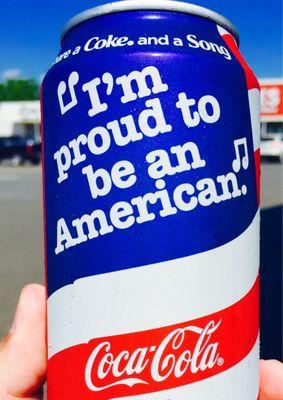 a Coke® and a Song
I'm
proud to
be an
American.
Coca-Cola®